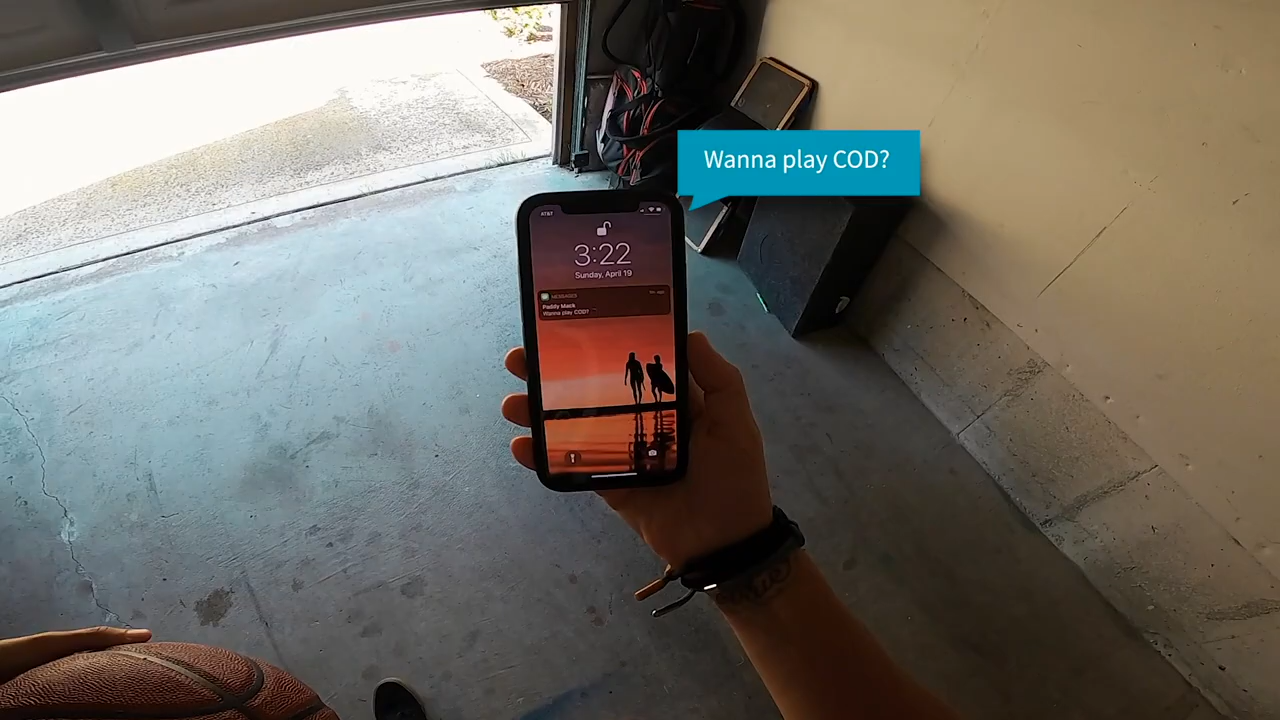 Wanna play COD?
AT&T
3:22
Sunday, April 19
MESSAGES
Paddy Mack
Wanna play COD?